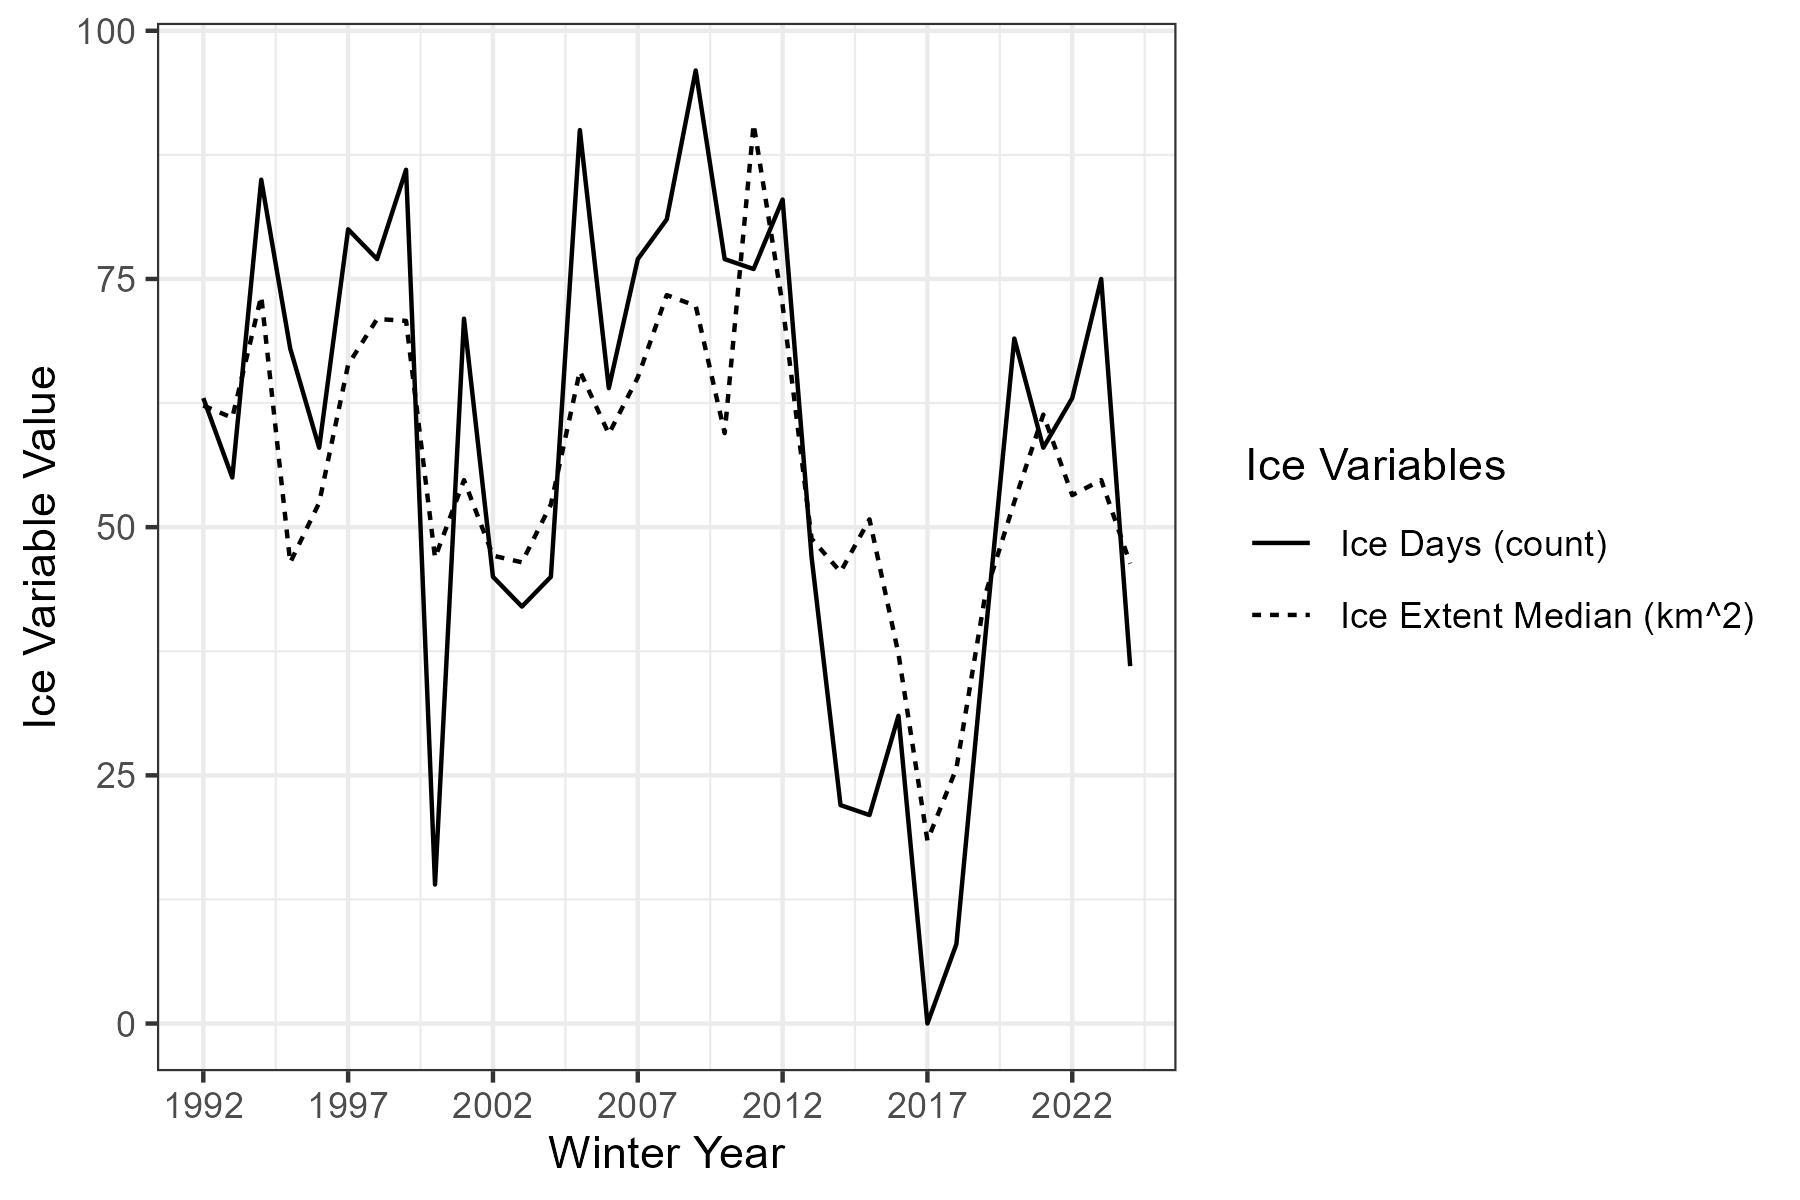 100
75
50
25
0
Ice Variable Value
1992 1997 2002 2007 2012 2017 2022
Winter Year
Ice Variables
Ice Days (count)
Ice Extent Median (km^2)